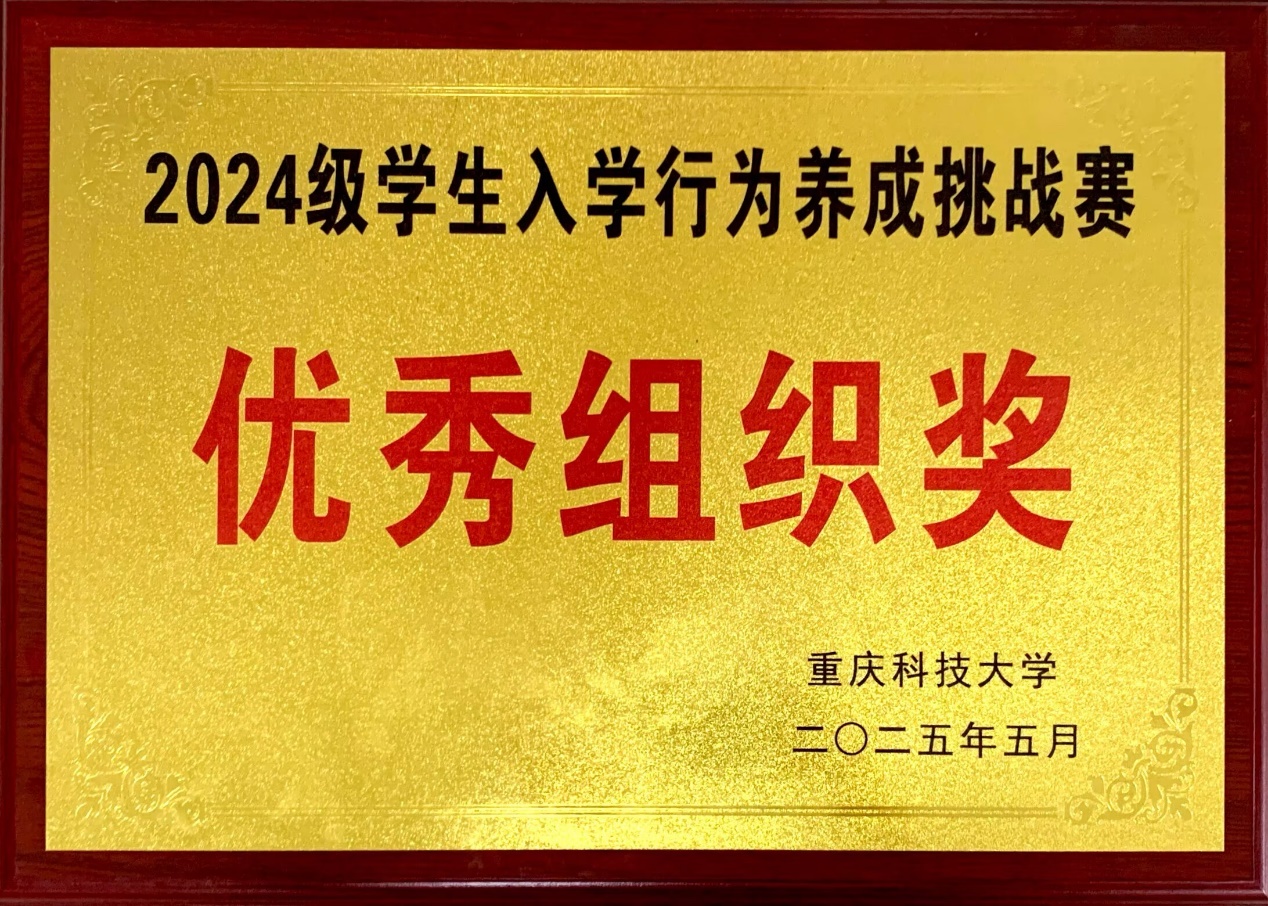 2024级学生入学行为养成挑战赛
优秀组织奖
重庆科技大学
二〇二五年五月